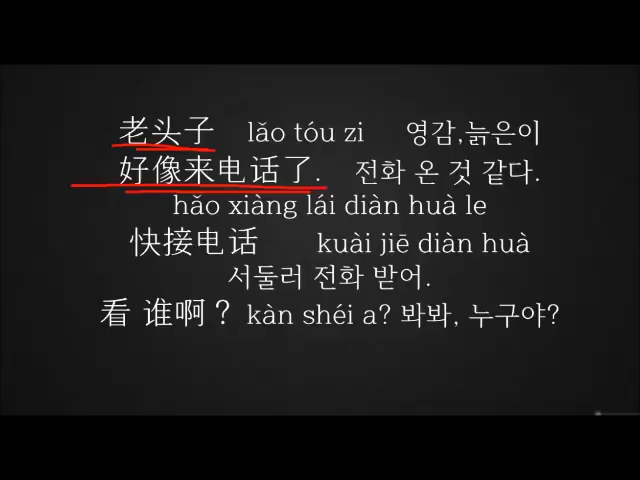 老头子 lǎo tóu zi 영감,늙은이
好像来电话了. 전화 온 것 같다.
hǎo xiàng lái diàn huà le
快接电话 kuài jiē diàn huà
서둘러 전화 받어.
看 谁啊？ kàn shéi a? 봐봐, 누구야?